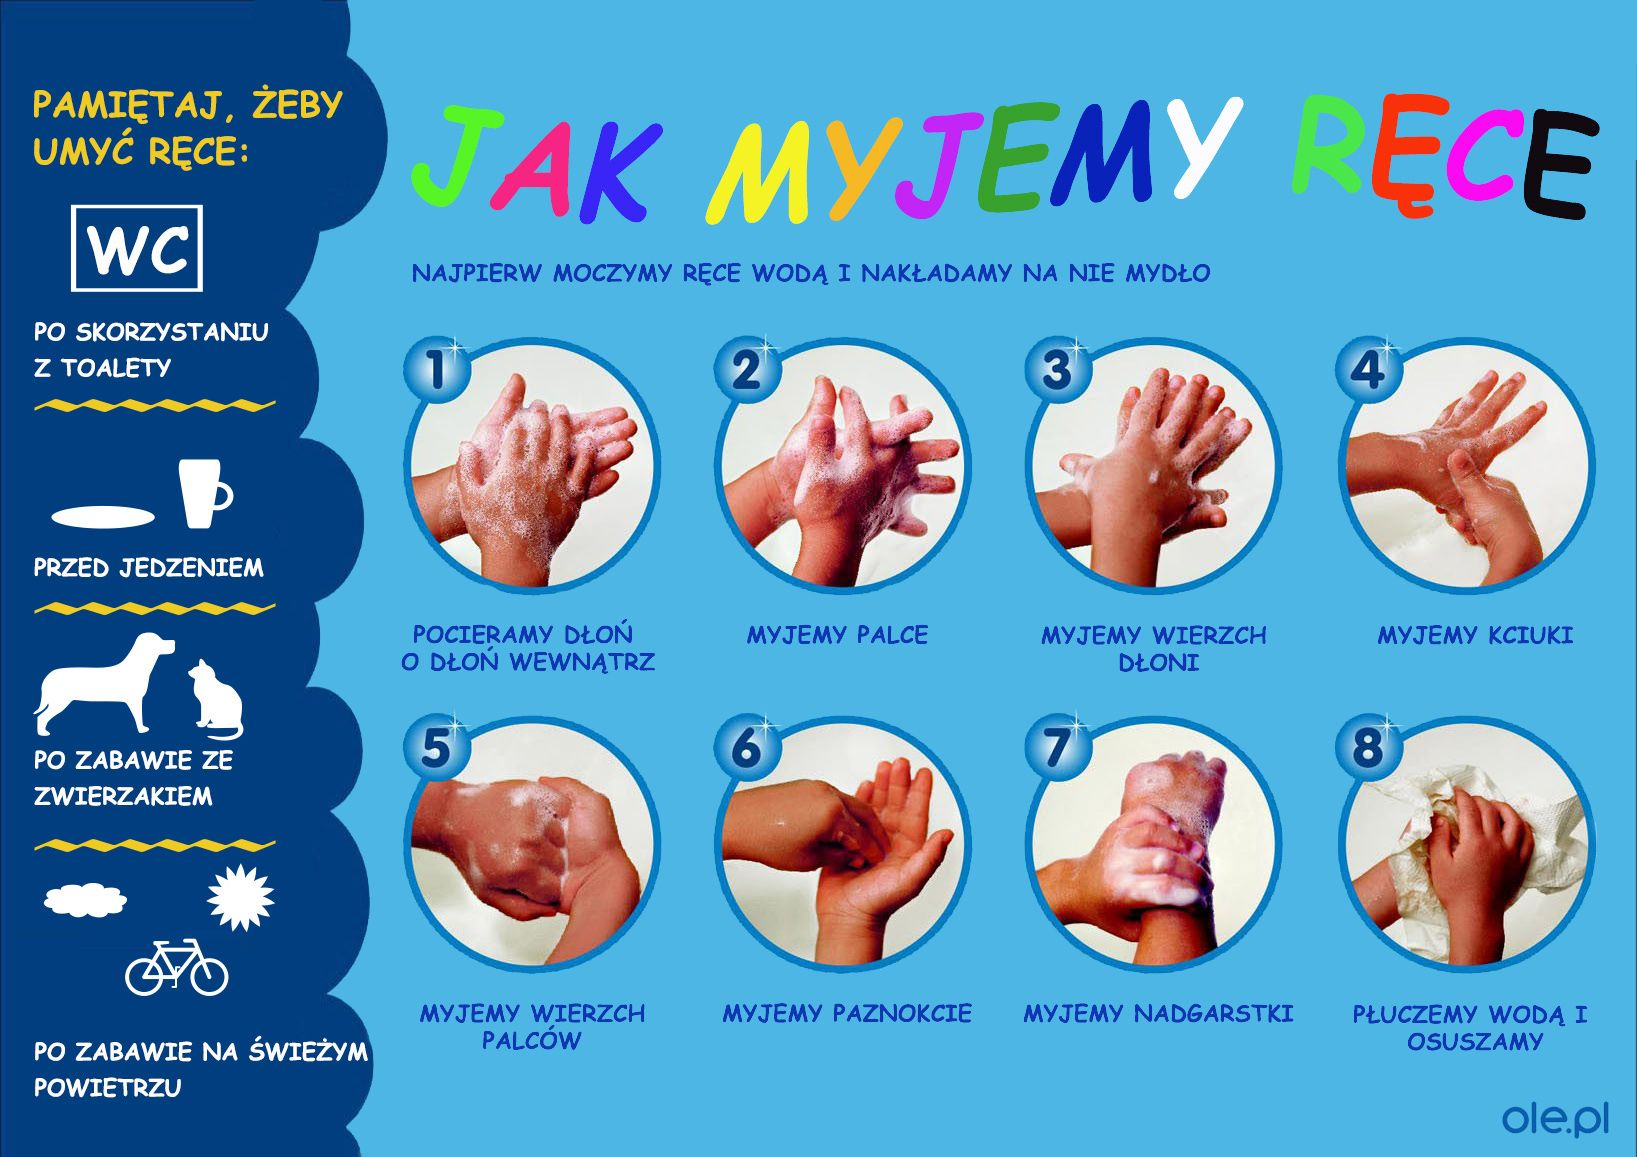 PAMIĘTAJ, ŻEBY
UMYĆ RĘCE:
WC
PO SKORZYSTANIU
Z TOALETY
PRZED JEDZENIEM
PO ZABAWIE ZE
ZWIERZAKIEM
PO ZABAWIE NA ŚWIEŻYM
POWIETRZU
JAK MYJEMY RĘCE
NAJPIERW MOCZYMY RĘCE WODĄ I NAKŁADAMY NA NIE MYDŁO
1
POCIERAMY DŁOŃ
O DŁOŃ WEWNĄTRZ
2
MYJEMY PALCE
3
MYJEMY WIERZCH
DŁONI
4
MYJEMY KCIUKI
5
MYJEMY WIERZCH
PALCÓW
6
MYJEMY PAZNOKCIE
7
MYJEMY NADGARSTKI
8
PŁUCZEMY WODĄ I
OSUSZAMY
ole.pl